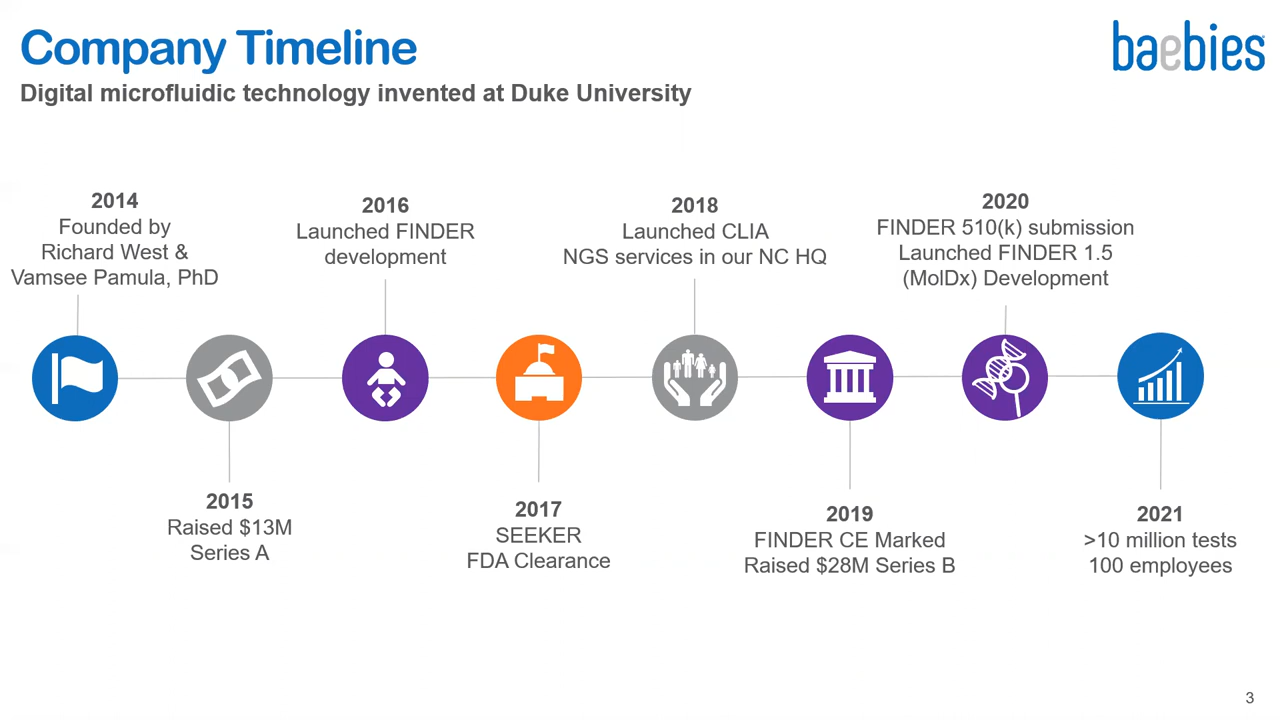 Company Timeline
baebies
Digital microfluidic technology invented at Duke University
2014
Founded by
Richard West &
Vamsee Pamula, PhD
2015
Raised $13M
Series A
2016
Launched FINDER
development
2017
SEEKER
FDA Clearance
2018
Launched CLIA
NGS services in our NC HQ
2019
FINDER CE Marked
Raised $28M Series B
2020
FINDER 510(k) submission
Launched FINDER 1.5
(MolDx) Development
2021
>10 million tests
100 employees
3